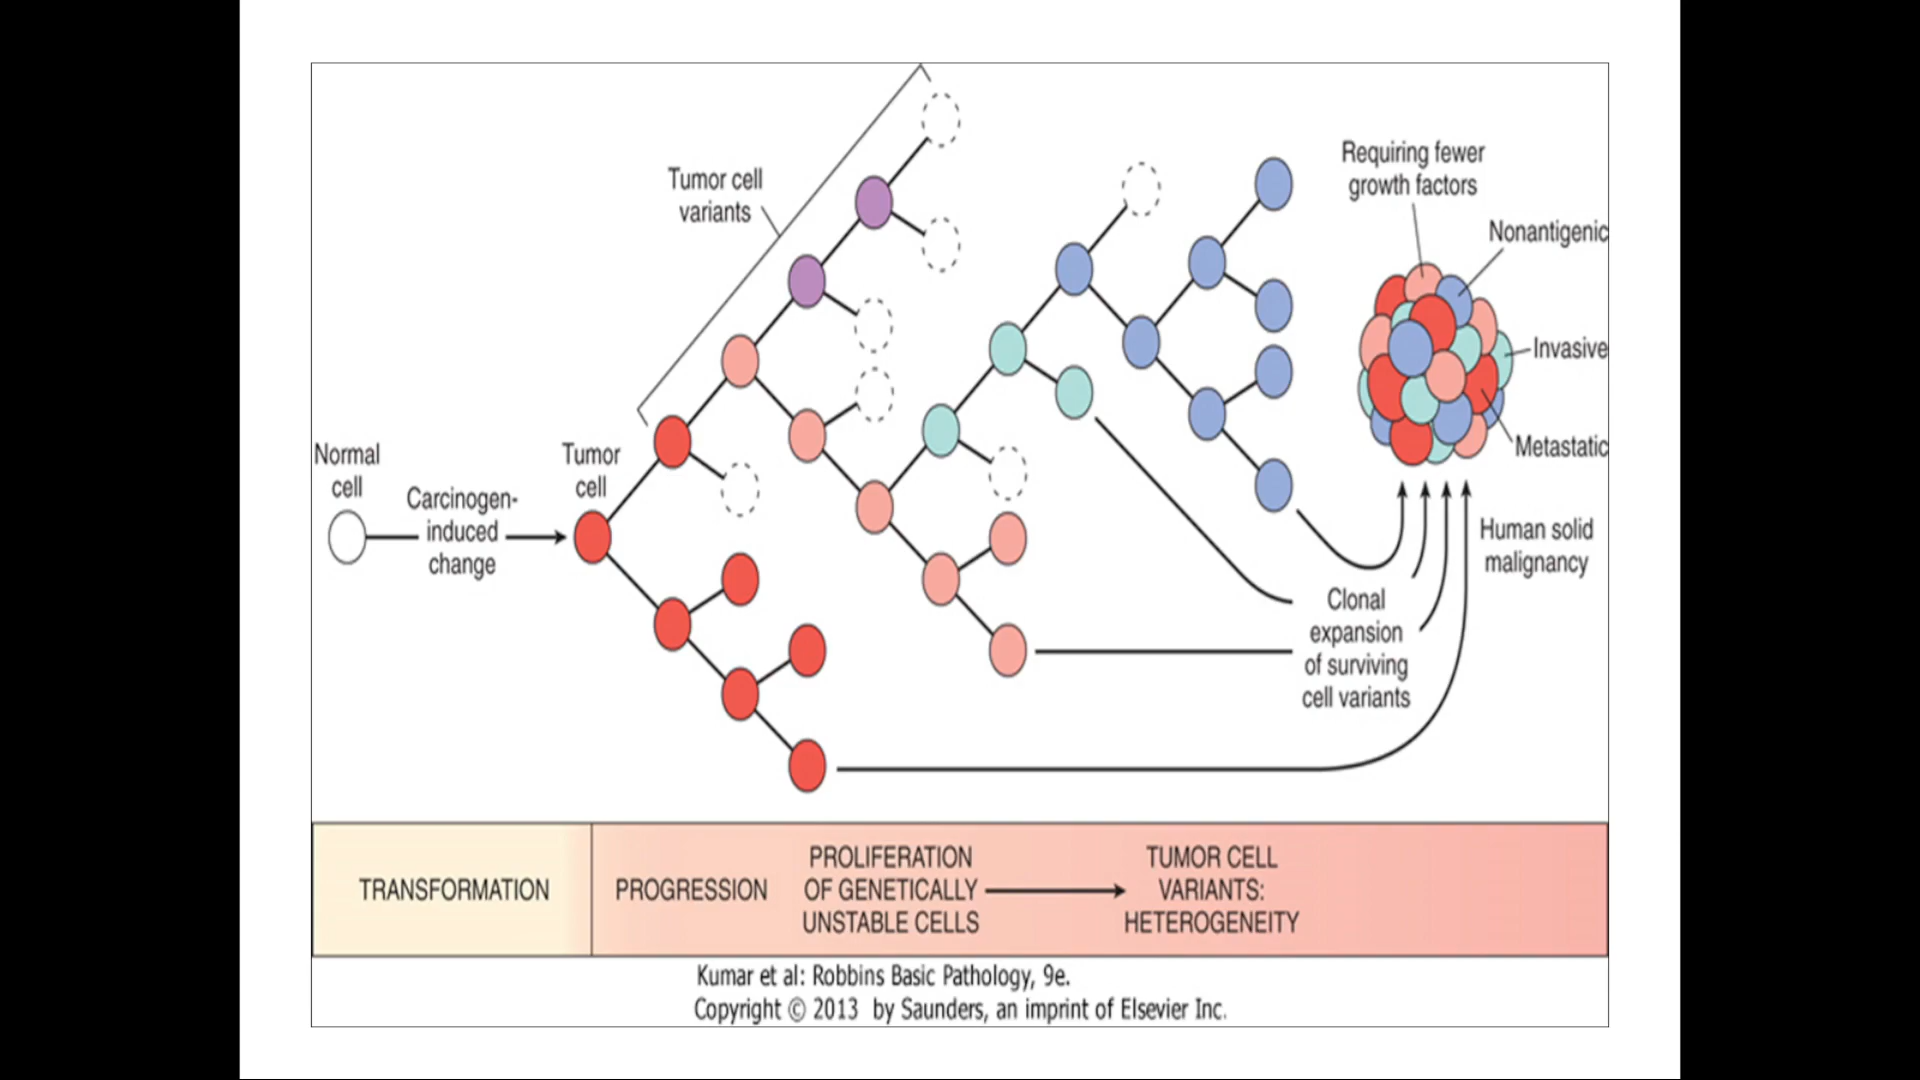 Tumor cell
variants
Requiring fewer
growth factors
Nonantigenic
Invasive
Metastatic
Normal
cell
Carcinogen-
induced
change
Tumor
cell
Human solid
malignancy
Clonal
expansion
of surviving
cell variants
TRANSFORMATION
PROGRESSION
PROLIFERATION
OF GENETICALLY
UNSTABLE CELLS
TUMOR CELL
VARIANTS:
HETEROGENEITY
Kumar et al: Robbins Basic Pathology, 9e.
Copyright © 2013 by Saunders, an imprint of Elsevier Inc.